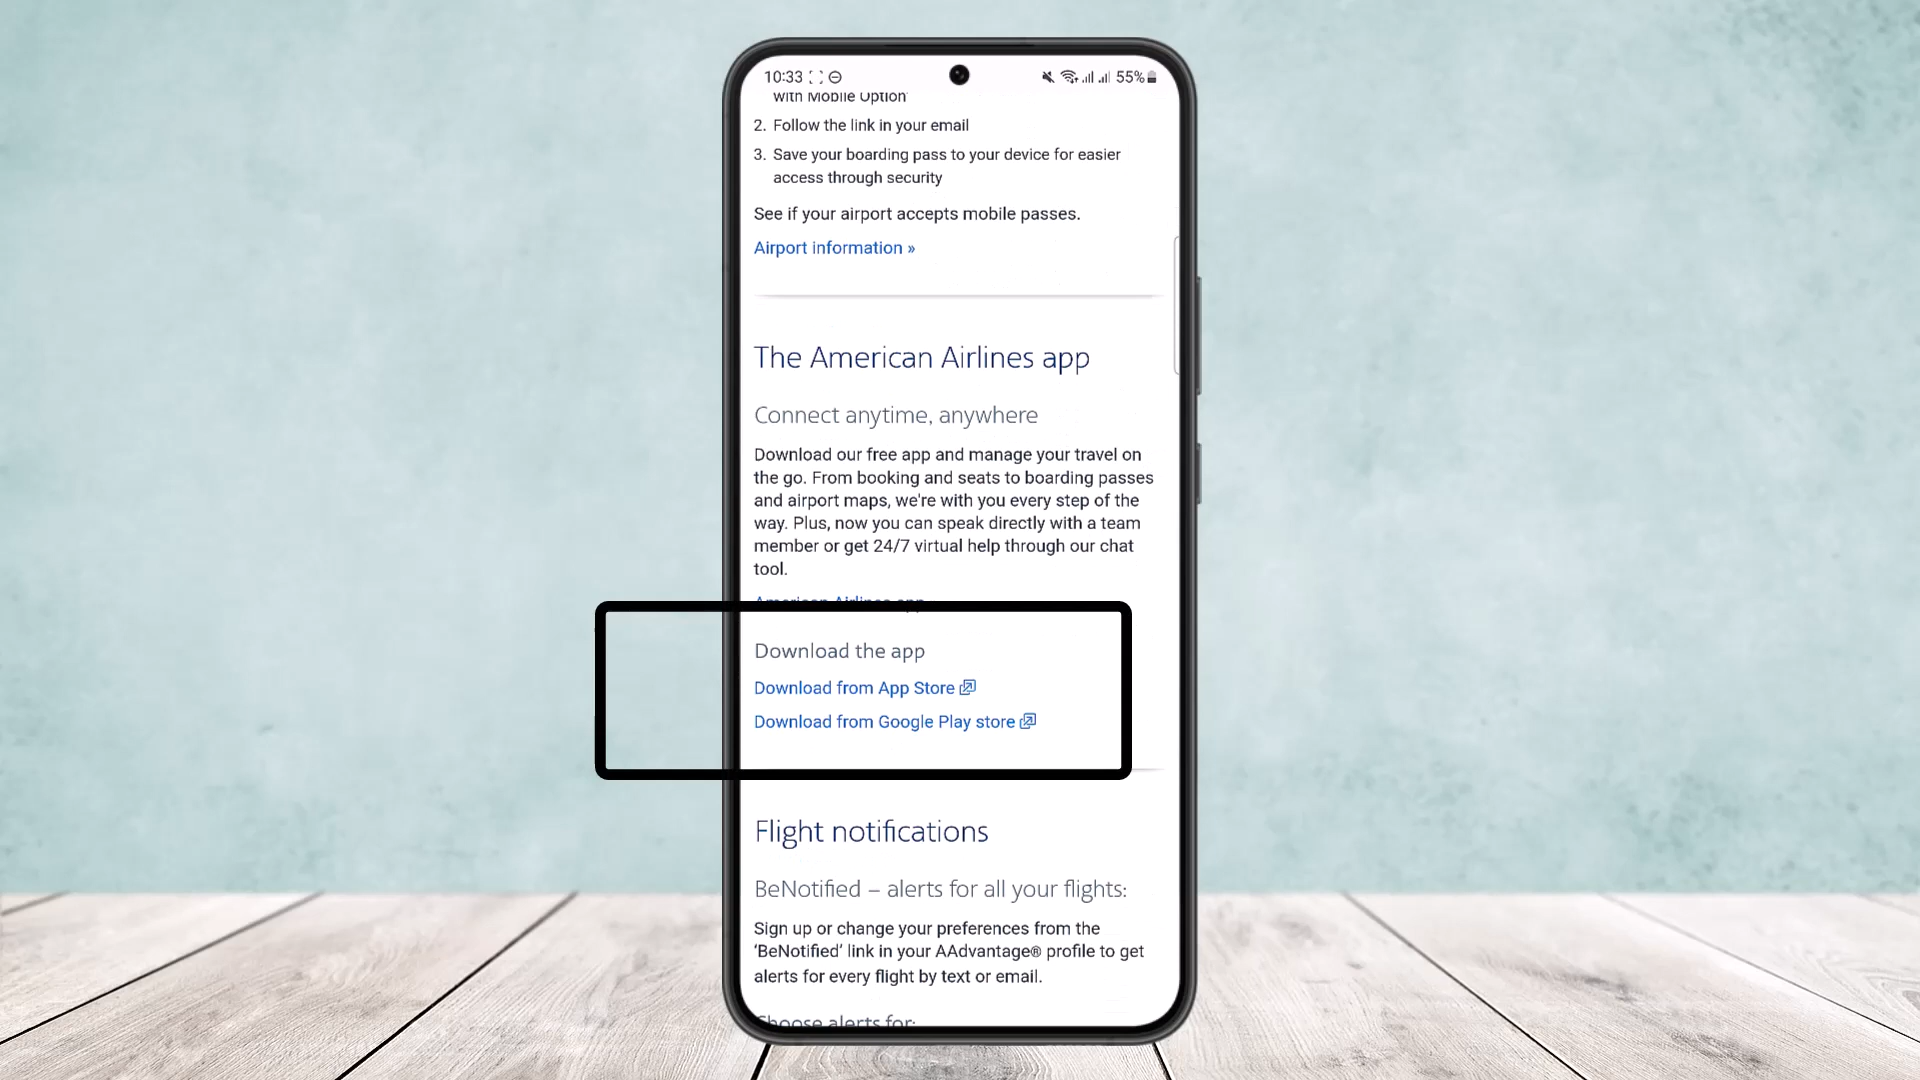 10:33 55%
with Mobile Option'
2. Follow the link in your email
3. Save your boarding pass to your device for easier
access through security
See if your airport accepts mobile passes.
Airport information »
The American Airlines app
Connect anytime, anywhere
Download our free app and manage your travel on
the go. From booking and seats to boarding passes
and airport maps, we're with you every step of the
way. Plus, now you can speak directly with a team
member or get 24/7 virtual help through our chat
tool.
American Airlines app
Download the app
Download from App Store
Download from Google Play store
Flight notifications
BeNotified – alerts for all your flights:
Sign up or change your preferences from the
‘BeNotified’ link in your AAdvantage® profile to get
alerts for every flight by text or email.
Choose alerts for: